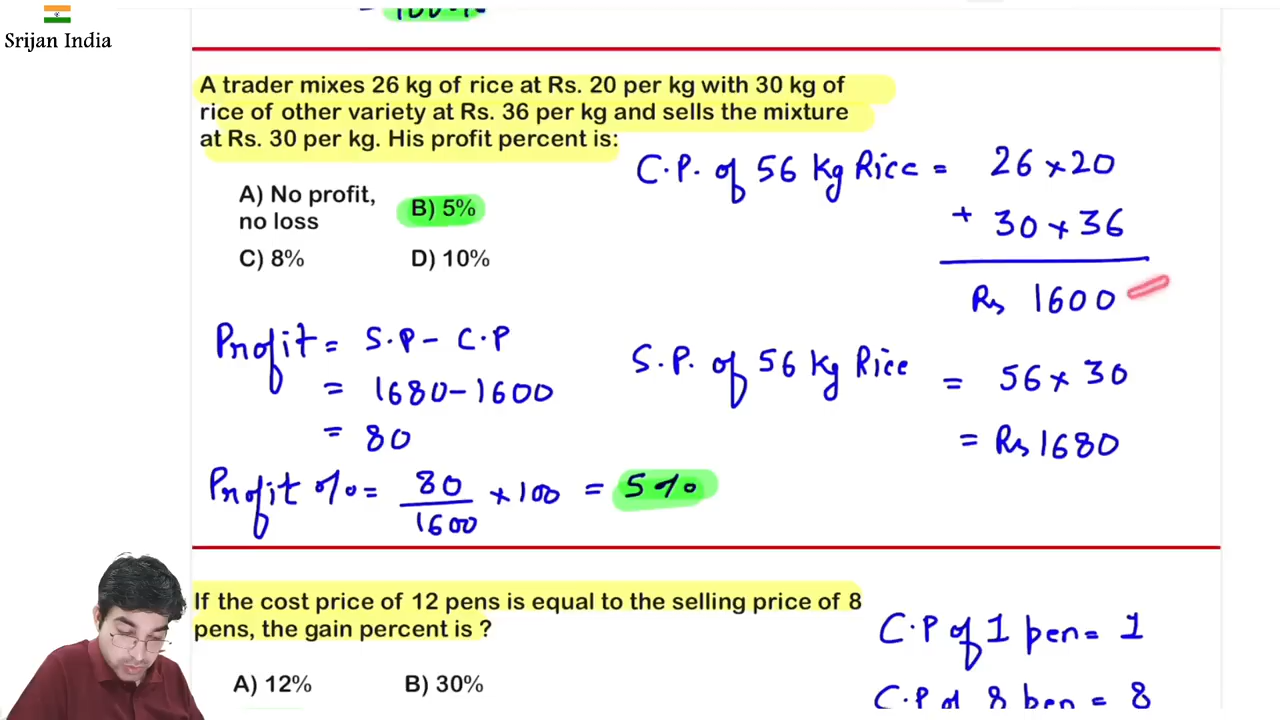 Srijan India
A trader mixes 26 kg of rice at Rs. 20 per kg with 30 kg of
rice of other variety at Rs. 36 per kg and sells the mixture
at Rs. 30 per kg. His profit percent is:
A) No profit,
no loss
B) 5%
C) 8%
D) 10%
C.P. of 56 Kg Rice = 26 × 20
+ 30 × 36
Rs 1600
S.P. of 56 Kg Rice = 56 × 30
= Rs 1680
Profit = S.P - C.P
= 1680 - 1600
= 80
Profit % = 80/1600 × 100 = 5%
If the cost price of 12 pens is equal to the selling price of 8
pens, the gain percent is ?
A) 12%
B) 30%
C.P of 1 pen = 1
C.P of 8 pen = 8